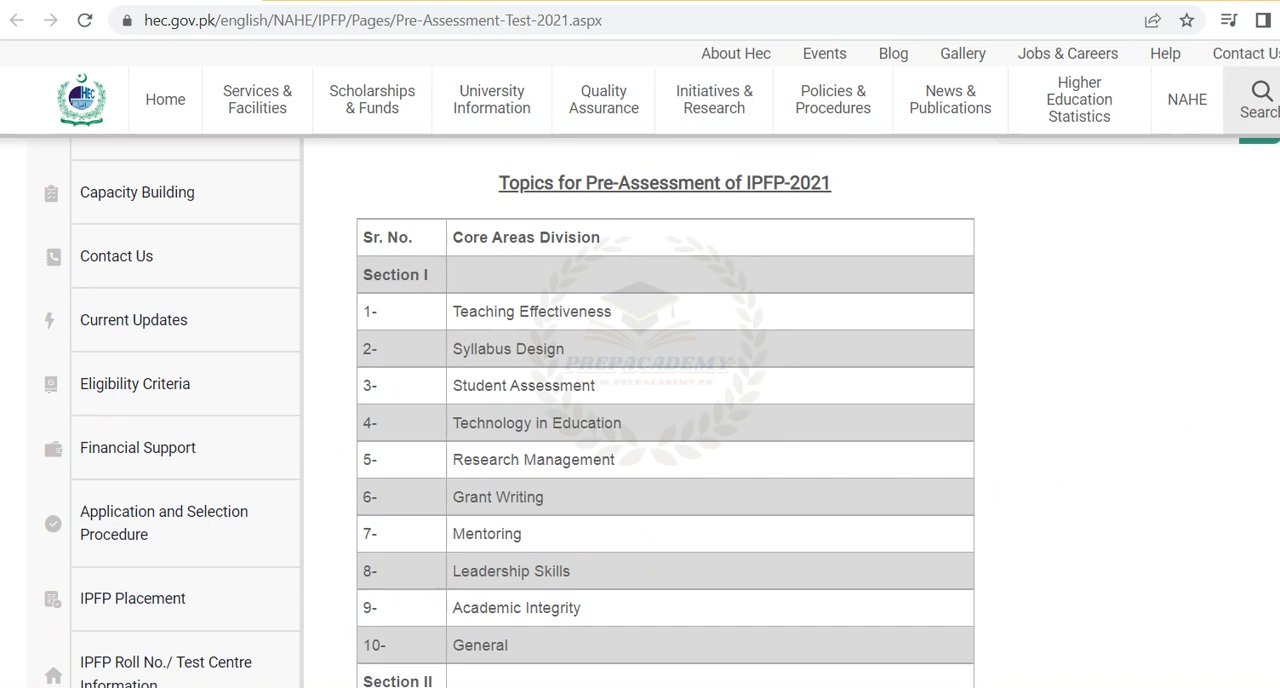 hec.gov.pk/english/NAHE/IPFP/Pages/Pre-Assessment-Test-2021.aspx
About Hec Events Blog Gallery Jobs & Careers Help Contact Us
HEC
Home
Services &
Facilities
Scholarships
& Funds
University
Information
Quality
Assurance
Initiatives &
Research
Policies &
Procedures
News &
Publications
Higher
Education
Statistics
NAHE
Search
Capacity Building
Contact Us
Current Updates
Eligibility Criteria
Financial Support
Application and Selection
Procedure
IPFP Placement
IPFP Roll No./ Test Centre
Information
Topics for Pre-Assessment of IPFP-2021
Sr. No. Core Areas Division
Section I
1- Teaching Effectiveness
2- Syllabus Design
3- Student Assessment
4- Technology in Education
5- Research Management
6- Grant Writing
7- Mentoring
8- Leadership Skills
9- Academic Integrity
10- General
Section II
PREPACADEMY
WWW.PREPACADEMY.PK